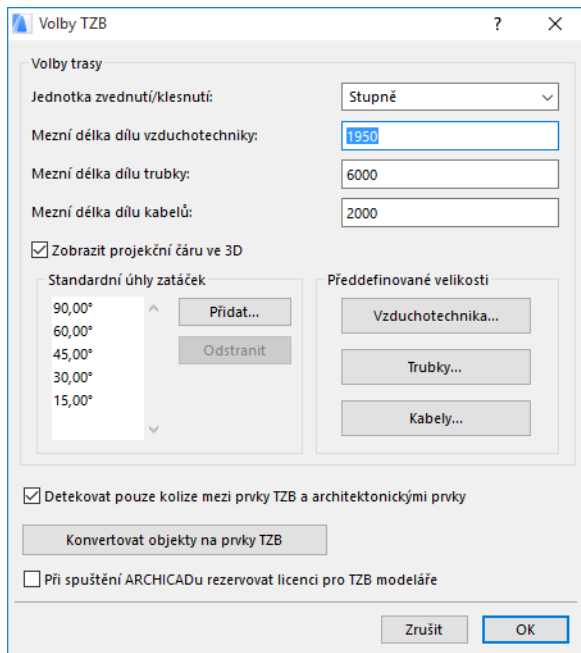 Volby TZB
Volby trasy
Jednotka zvednutí/klesnutí: Stupně
Mezní délka dílu vzduchotechniky: 1950
Mezní délka dílu trubky: 6000
Mezní délka dílu kabelů: 2000
Zobrazit projekční čáru ve 3D
Standardní úhly zatáček
90,00°
60,00°
45,00°
30,00°
15,00°
Přidat...
Odstranit
Předdefinované velikosti
Vzduchotechnika...
Trubky...
Kabely...
Detekovat pouze kolize mezi prvky TZB a architektonickými prvky
Konvertovat objekty na prvky TZB
Při spuštění ARCHICADu rezervovat licenci pro TZB modeláře
Zrušit
OK